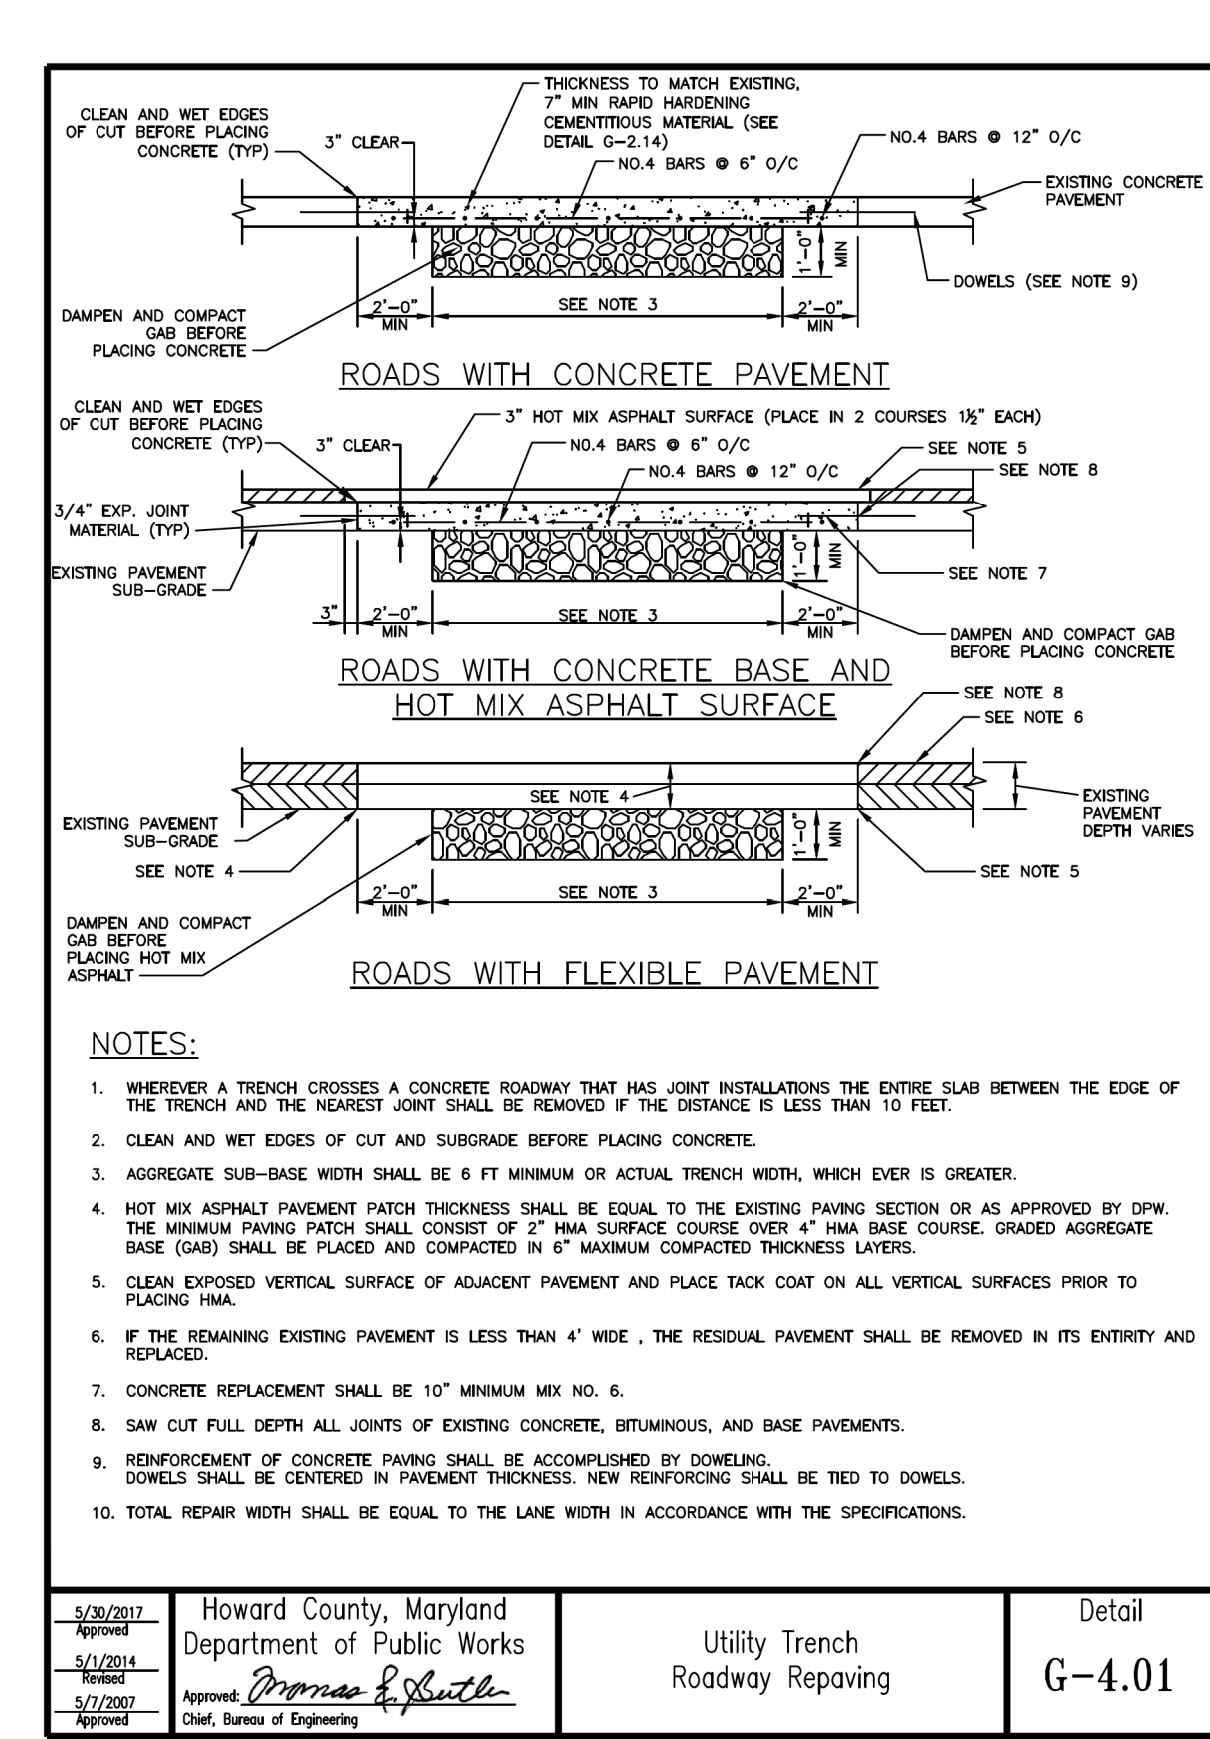 THICKNESS TO MATCH EXISTING,
7" MIN RAPID HARDENING
CEMENTITIOUS MATERIAL (SEE
DETAIL G-2.14)
CLEAN AND WET EDGES
OF CUT BEFORE PLACING
CONCRETE (TYP)
3" CLEAR
NO.4 BARS @ 6" O/C
NO.4 BARS @ 12" O/C
EXISTING CONCRETE
PAVEMENT
1'-0"
MIN
DOWELS (SEE NOTE 9)
DAMPEN AND COMPACT
GAB BEFORE
PLACING CONCRETE
2'-0"
MIN
SEE NOTE 3
2'-0"
MIN
ROADS WITH CONCRETE PAVEMENT
CLEAN AND WET EDGES
OF CUT BEFORE PLACING
CONCRETE (TYP)
3" CLEAR
3" HOT MIX ASPHALT SURFACE (PLACE IN 2 COURSES 1½" EACH)
NO.4 BARS @ 6" O/C
NO.4 BARS @ 12" O/C
SEE NOTE 5
SEE NOTE 8
3/4" EXP. JOINT
MATERIAL (TYP)
EXISTING PAVEMENT
SUB-GRADE
1'-0"
MIN
SEE NOTE 7
3"
2'-0"
MIN
SEE NOTE 3
2'-0"
MIN
DAMPEN AND COMPACT GAB
BEFORE PLACING CONCRETE
ROADS WITH CONCRETE BASE AND
HOT MIX ASPHALT SURFACE
SEE NOTE 8
SEE NOTE 6
SEE NOTE 4
EXISTING
PAVEMENT
DEPTH VARIES
EXISTING PAVEMENT
SUB-GRADE
1'-0"
MIN
SEE NOTE 4
SEE NOTE 5
2'-0"
MIN
SEE NOTE 3
2'-0"
MIN
DAMPEN AND COMPACT
GAB BEFORE
PLACING HOT MIX
ASPHALT
ROADS WITH FLEXIBLE PAVEMENT
NOTES:
1. WHEREVER A TRENCH CROSSES A CONCRETE ROADWAY THAT HAS JOINT INSTALLATIONS THE ENTIRE SLAB BETWEEN THE EDGE OF
THE TRENCH AND THE NEAREST JOINT SHALL BE REMOVED IF THE DISTANCE IS LESS THAN 10 FEET.
2. CLEAN AND WET EDGES OF CUT AND SUBGRADE BEFORE PLACING CONCRETE.
3. AGGREGATE SUB-BASE WIDTH SHALL BE 6 FT MINIMUM OR ACTUAL TRENCH WIDTH, WHICH EVER IS GREATER.
4. HOT MIX ASPHALT PAVEMENT PATCH THICKNESS SHALL BE EQUAL TO THE EXISTING PAVING SECTION OR AS APPROVED BY DPW.
THE MINIMUM PAVING PATCH SHALL CONSIST OF 2" HMA SURFACE COURSE OVER 4" HMA BASE COURSE. GRADED AGGREGATE
BASE (GAB) SHALL BE PLACED AND COMPACTED IN 6" MAXIMUM COMPACTED THICKNESS LAYERS.
5. CLEAN EXPOSED VERTICAL SURFACE OF ADJACENT PAVEMENT AND PLACE TACK COAT ON ALL VERTICAL SURFACES PRIOR TO
PLACING HMA.
6. IF THE REMAINING EXISTING PAVEMENT IS LESS THAN 4' WIDE , THE RESIDUAL PAVEMENT SHALL BE REMOVED IN ITS ENTIRITY AND
REPLACED.
7. CONCRETE REPLACEMENT SHALL BE 10" MINIMUM MIX NO. 6.
8. SAW CUT FULL DEPTH ALL JOINTS OF EXISTING CONCRETE, BITUMINOUS, AND BASE PAVEMENTS.
9. REINFORCEMENT OF CONCRETE PAVING SHALL BE ACCOMPLISHED BY DOWELING.
DOWELS SHALL BE CENTERED IN PAVEMENT THICKNESS. NEW REINFORCING SHALL BE TIED TO DOWELS.
10. TOTAL REPAIR WIDTH SHALL BE EQUAL TO THE LANE WIDTH IN ACCORDANCE WITH THE SPECIFICATIONS.
5/30/2017
Approved
5/1/2014
Revised
5/7/2007
Approved
Howard County, Maryland
Department of Public Works
Approved: Thomas E. Butler
Chief, Bureau of Engineering
Utility Trench
Roadway Repaving
Detail
G-4.01